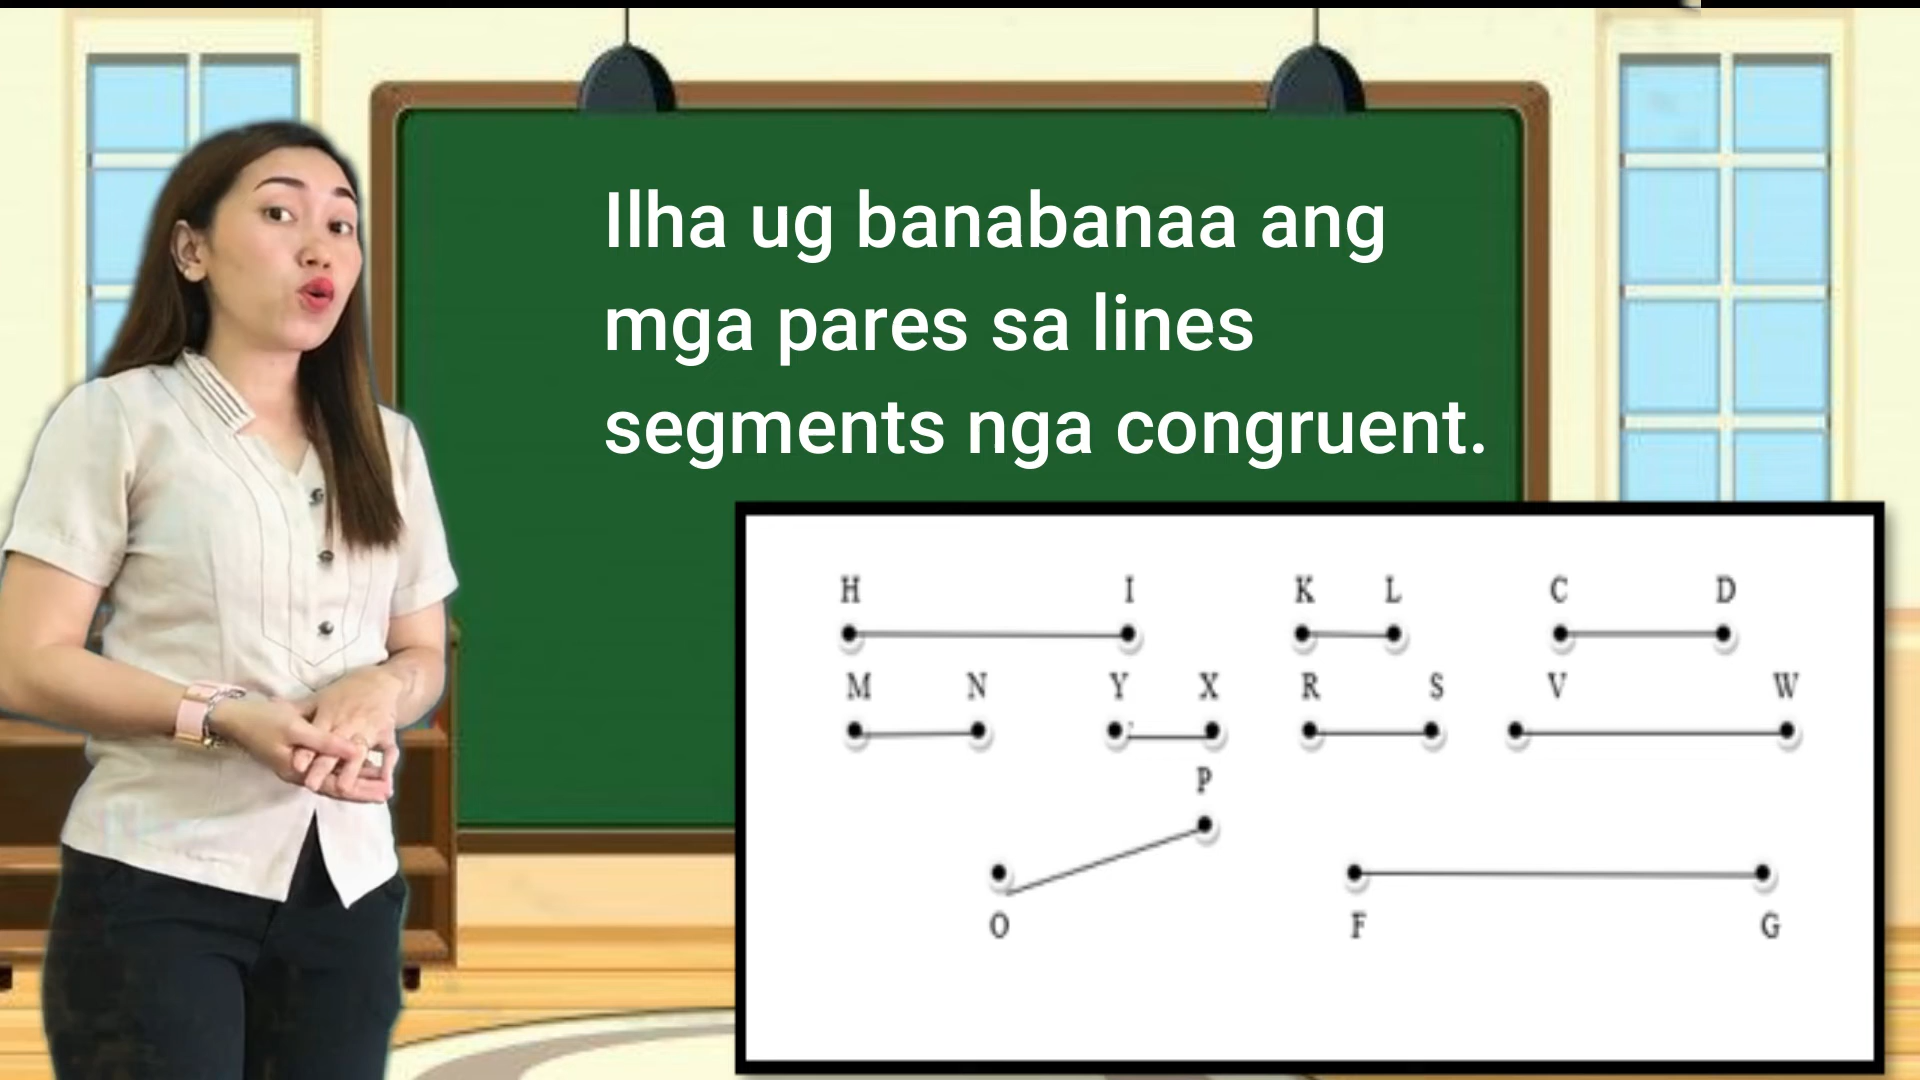 Ilha ug banabanaa ang
mga pares sa lines
segments nga congruent.
H I K L C D
M N Y X R S V W
P
O F G